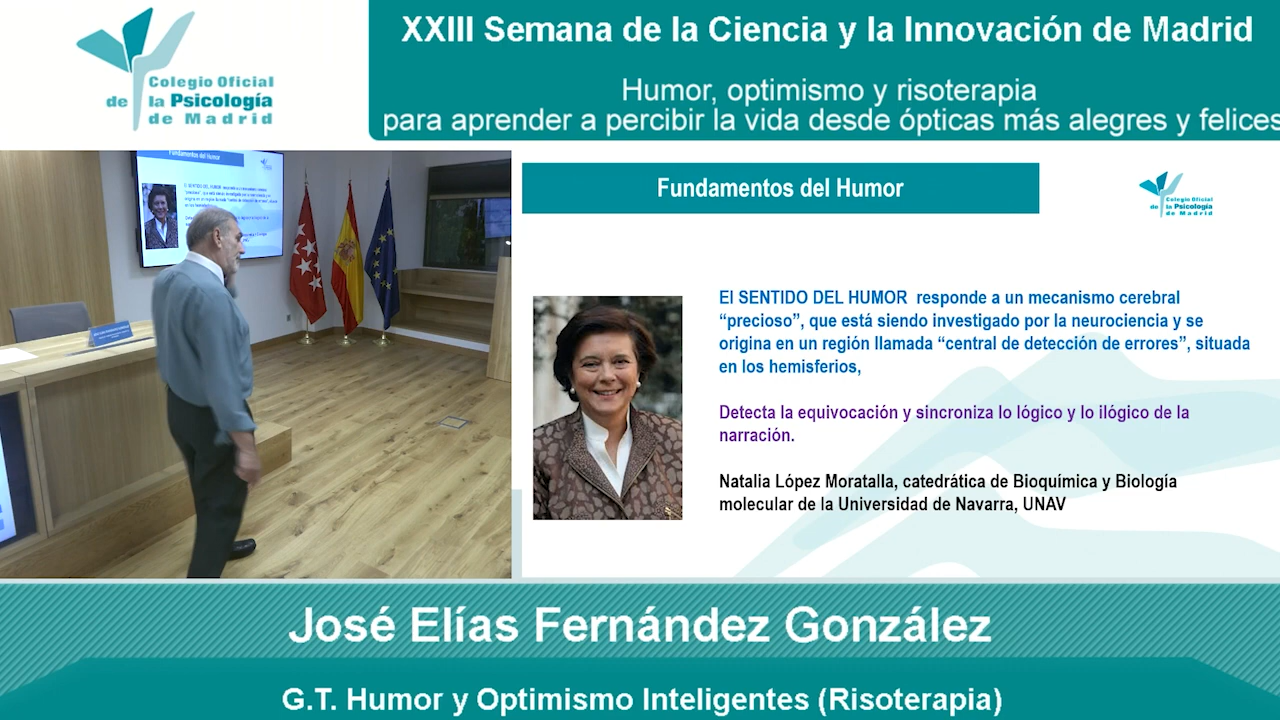 Colegio Oficial
de la Psicología
de Madrid
XXIII Semana de la Ciencia y la Innovación de Madrid
Humor, optimismo y risoterapia
para aprender a percibir la vida desde ópticas más alegres y felices
Fundamentos del Humor
Fundamentos del Humor
Colegio Oficial
de la Psicología
de Madrid
El SENTIDO DEL HUMOR responde a un mecanismo cerebral
“precioso”, que está siendo investigado por la neurociencia y se
origina en un región llamada “central de detección de errores”, situada
en los hemisferios,
Detecta la equivocación y sincroniza lo lógico y lo ilógico de la
narración.
Natalia López Moratalla, catedrática de Bioquímica y Biología
molecular de la Universidad de Navarra, UNAV
José Elías Fernández González
G.T. Humor y Optimismo Inteligentes (Risoterapia)